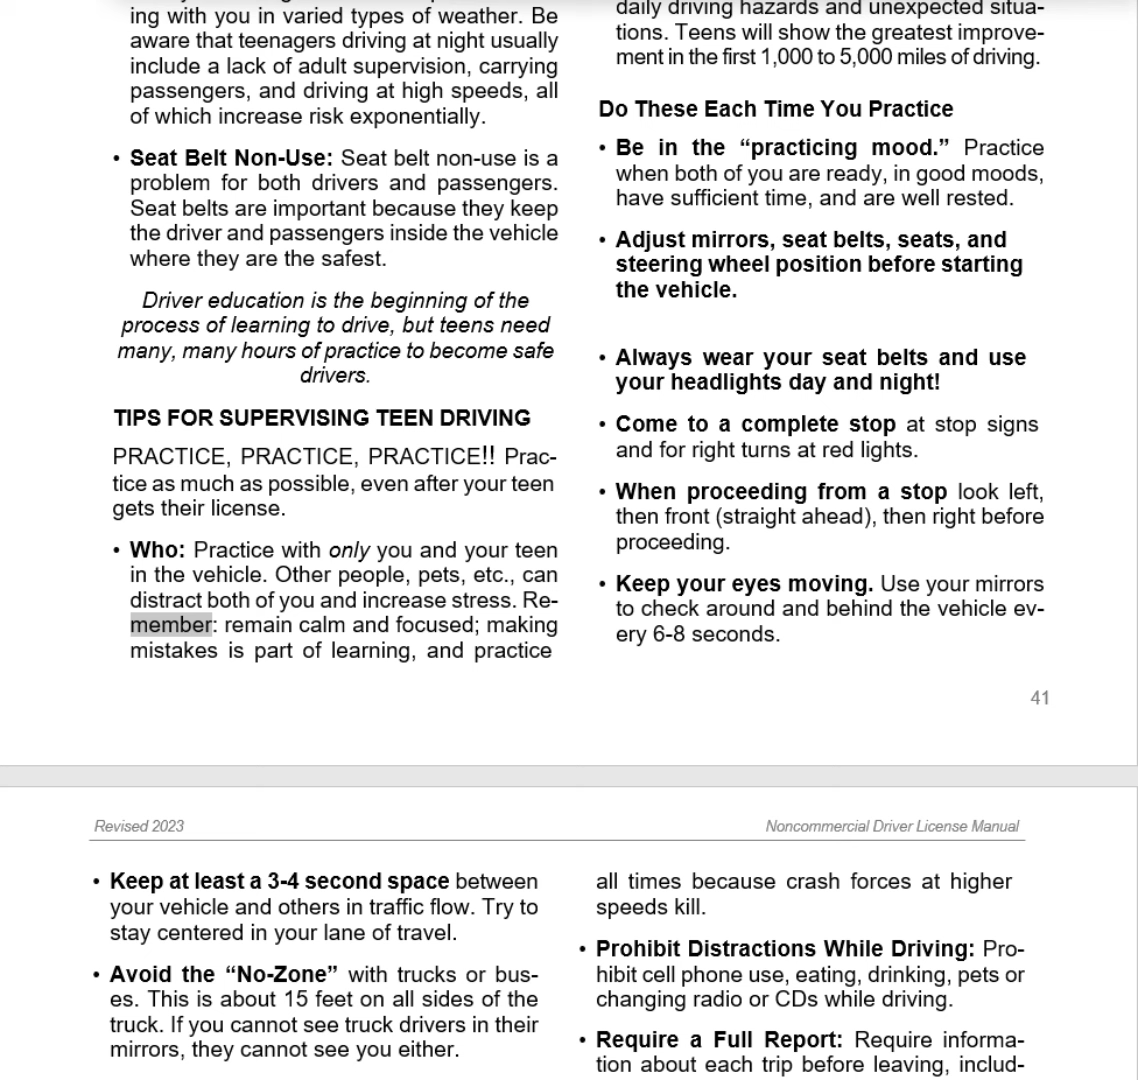 ing with you in varied types of weather. Be
aware that teenagers driving at night usually
include a lack of adult supervision, carrying
passengers, and driving at high speeds, all
of which increase risk exponentially.
• Seat Belt Non-Use: Seat belt non-use is a
problem for both drivers and passengers.
Seat belts are important because they keep
the driver and passengers inside the vehicle
where they are the safest.
Driver education is the beginning of the
process of learning to drive, but teens need
many, many hours of practice to become safe
drivers.
TIPS FOR SUPERVISING TEEN DRIVING
PRACTICE, PRACTICE, PRACTICE!! Prac-
tice as much as possible, even after your teen
gets their license.
• Who: Practice with only you and your teen
in the vehicle. Other people, pets, etc., can
distract both of you and increase stress. Re-
member: remain calm and focused; making
mistakes is part of learning, and practice
daily driving hazards and unexpected situa-
tions. Teens will show the greatest improve-
ment in the first 1,000 to 5,000 miles of driving.
Do These Each Time You Practice
• Be in the “practicing mood.” Practice
when both of you are ready, in good moods,
have sufficient time, and are well rested.
• Adjust mirrors, seat belts, seats, and
steering wheel position before starting
the vehicle.
• Always wear your seat belts and use
your headlights day and night!
• Come to a complete stop at stop signs
and for right turns at red lights.
• When proceeding from a stop look left,
then front (straight ahead), then right before
proceeding.
• Keep your eyes moving. Use your mirrors
to check around and behind the vehicle ev-
ery 6-8 seconds.
41
Revised 2023
Noncommercial Driver License Manual
• Keep at least a 3-4 second space between
your vehicle and others in traffic flow. Try to
stay centered in your lane of travel.
• Avoid the “No-Zone” with trucks or bus-
es. This is about 15 feet on all sides of the
truck. If you cannot see truck drivers in their
mirrors, they cannot see you either.
all times because crash forces at higher
speeds kill.
• Prohibit Distractions While Driving: Pro-
hibit cell phone use, eating, drinking, pets or
changing radio or CDs while driving.
• Require a Full Report: Require informa-
tion about each trip before leaving, includ-